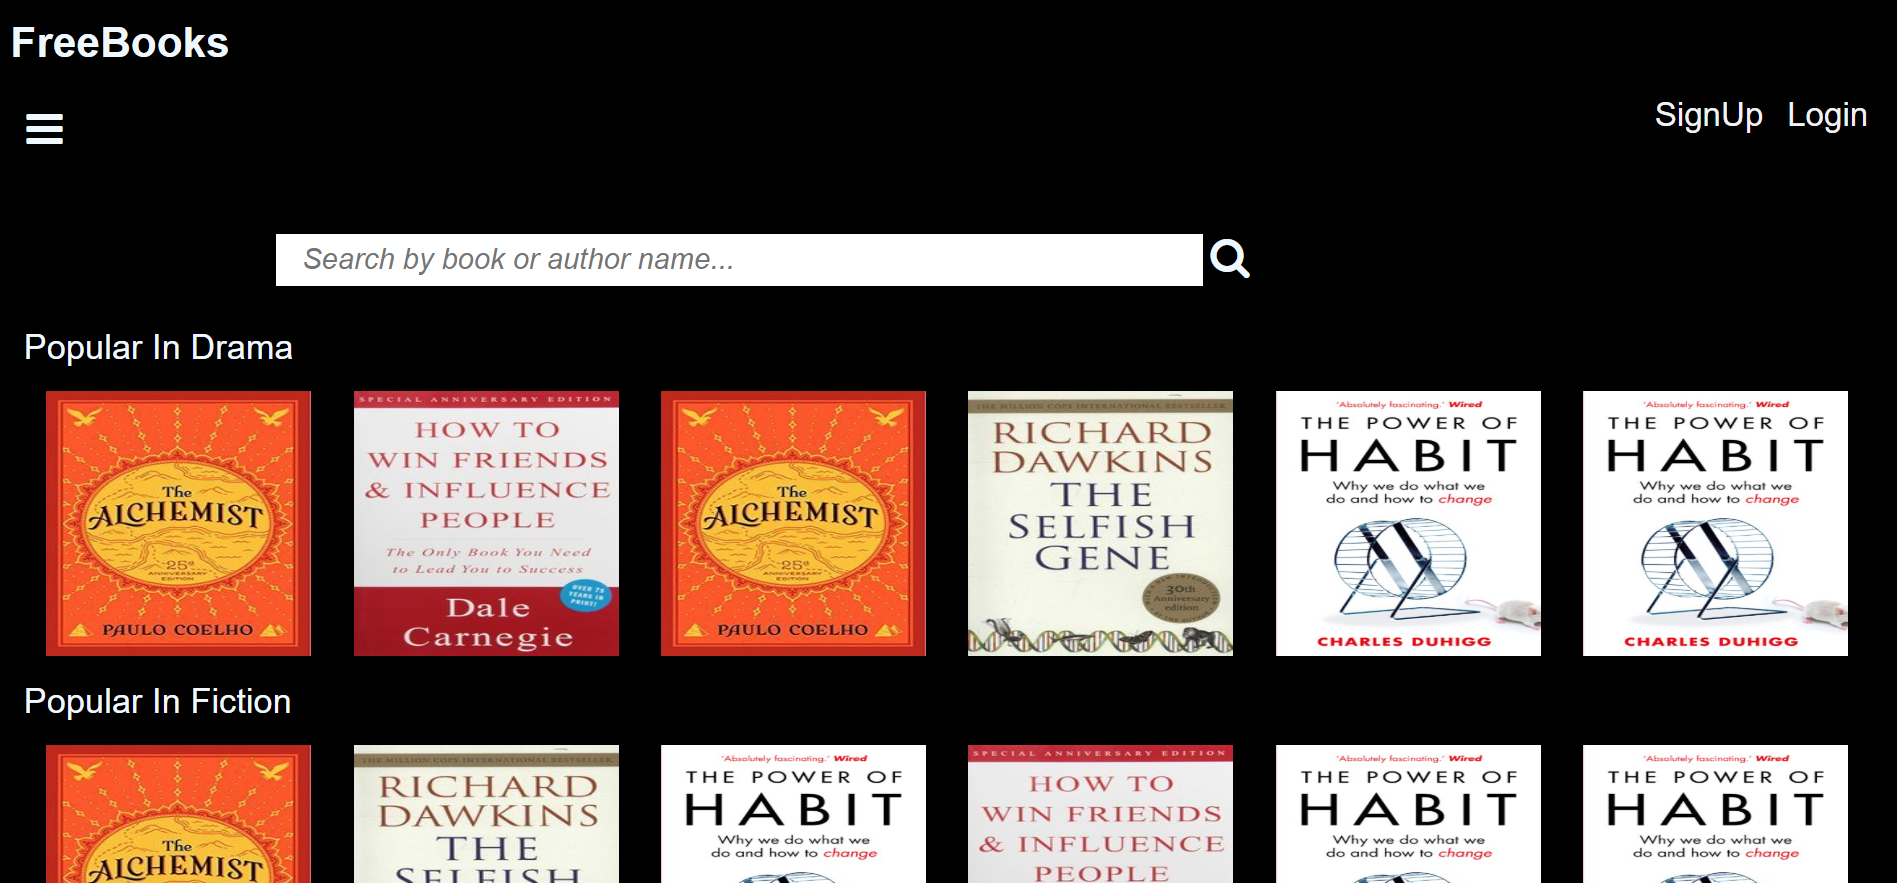 FreeBooks
SignUp Login
Search by book or author name...
Popular In Drama
The
ALCHEMIST
25th
ANNIVERSARY
EDITION
PAULO COELHO
SPECIAL ANNIVERSARY EDITION
HOW TO
WIN FRIENDS
& INFLUENCE
PEOPLE
The Only Book You Need
to Lead You to Success
OVER 75
YEARS IN
PRINT!
Dale
Carnegie
The
ALCHEMIST
25th
ANNIVERSARY
EDITION
PAULO COELHO
THE MILLION COPY INTERNATIONAL BESTSELLER
RICHARD
DAWKINS
THE
SELFISH
GENE
30th
Anniversary
edition
'Absolutely fascinating.' Wired
THE POWER OF
HABIT
Why we do what we
do and how to change
CHARLES DUHIGG
'Absolutely fascinating.' Wired
THE POWER OF
HABIT
Why we do what we
do and how to change
CHARLES DUHIGG
Popular In Fiction
The
ALCHEMIST
THE MILLION COPY INTERNATIONAL BESTSELLER
RICHARD
DAWKINS
THE
SELFISH
'Absolutely fascinating.' Wired
THE POWER OF
HABIT
Why we do what we
do and how to change
SPECIAL ANNIVERSARY EDITION
HOW TO
WIN FRIENDS
& INFLUENCE
PEOPLE
'Absolutely fascinating.' Wired
THE POWER OF
HABIT
Why we do what we
do and how to change
'Absolutely fascinating.' Wired
THE POWER OF
HABIT
Why we do what we
do and how to change